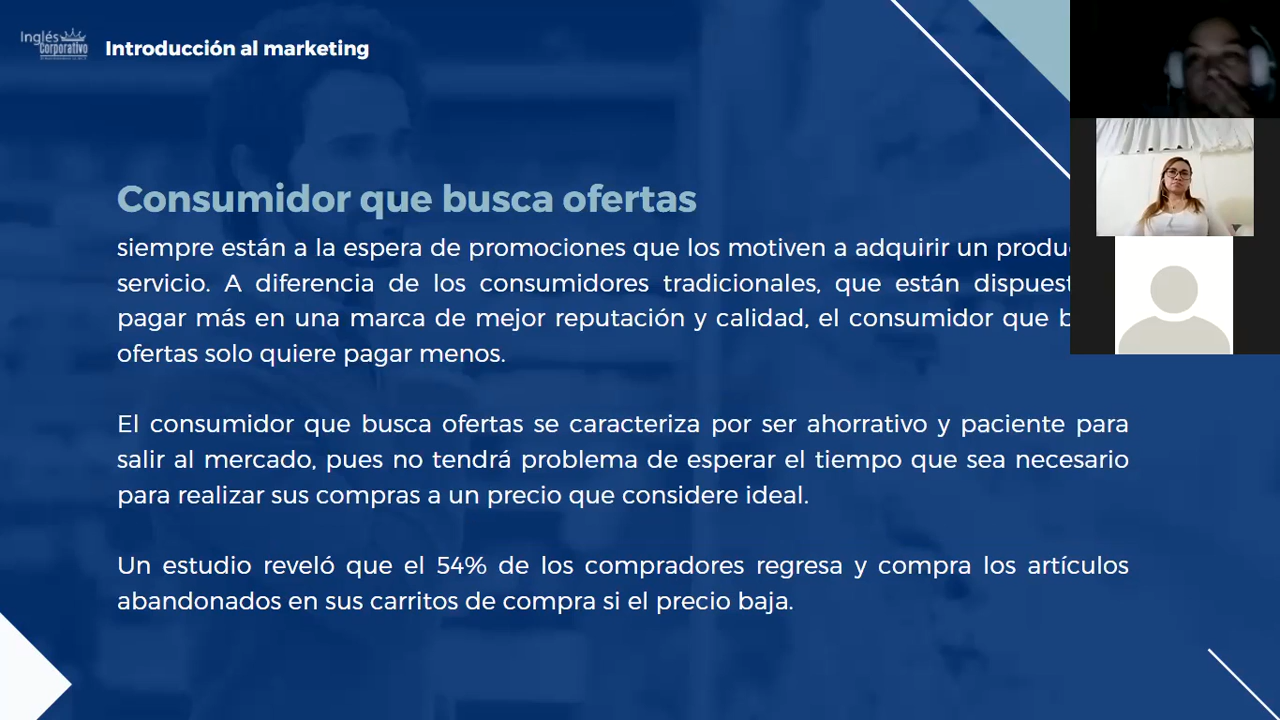 Inglés
Corporativo
Introducción al marketing
Consumidor que busca ofertas
siempre están a la espera de promociones que los motiven a adquirir un
servicio. A diferencia de los consumidores tradicionales, que están
pagar más en una marca de mejor reputación y calidad, el consumidor que
ofertas solo quiere pagar menos.
El consumidor que busca ofertas se caracteriza por ser ahorrativo y paciente para
salir al mercado, pues no tendrá problema de esperar el tiempo que sea necesario
para realizar sus compras a un precio que considere ideal.
Un estudio reveló que el 54% de los compradores regresa y compra los artículos
abandonados en sus carritos de compra si el precio baja.